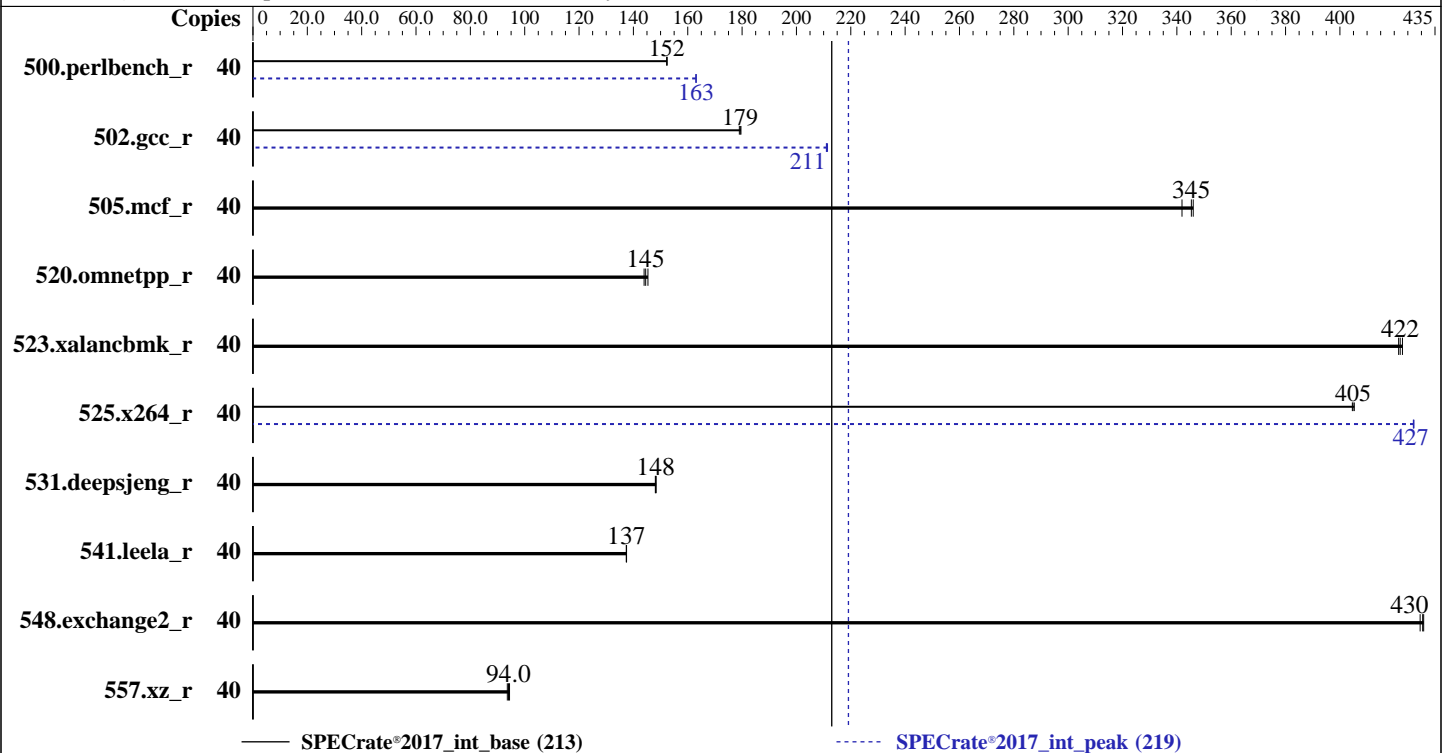 Copies 0 20.0 40.0 60.0 80.0 100 120 140 160 180 200 220 240 260 280 300 320 340 360 380 400 435
152
500.perlbench_r 40
163
179
502.gcc_r 40
211
345
505.mcf_r 40
145
520.omnetpp_r 40
422
523.xalancbmk_r 40
405
525.x264_r 40
427
148
531.deepsjeng_r 40
137
541.leela_r 40
430
548.exchange2_r 40
94.0
557.xz_r 40
SPECrate®2017_int_base (213) SPECrate®2017_int_peak (219)